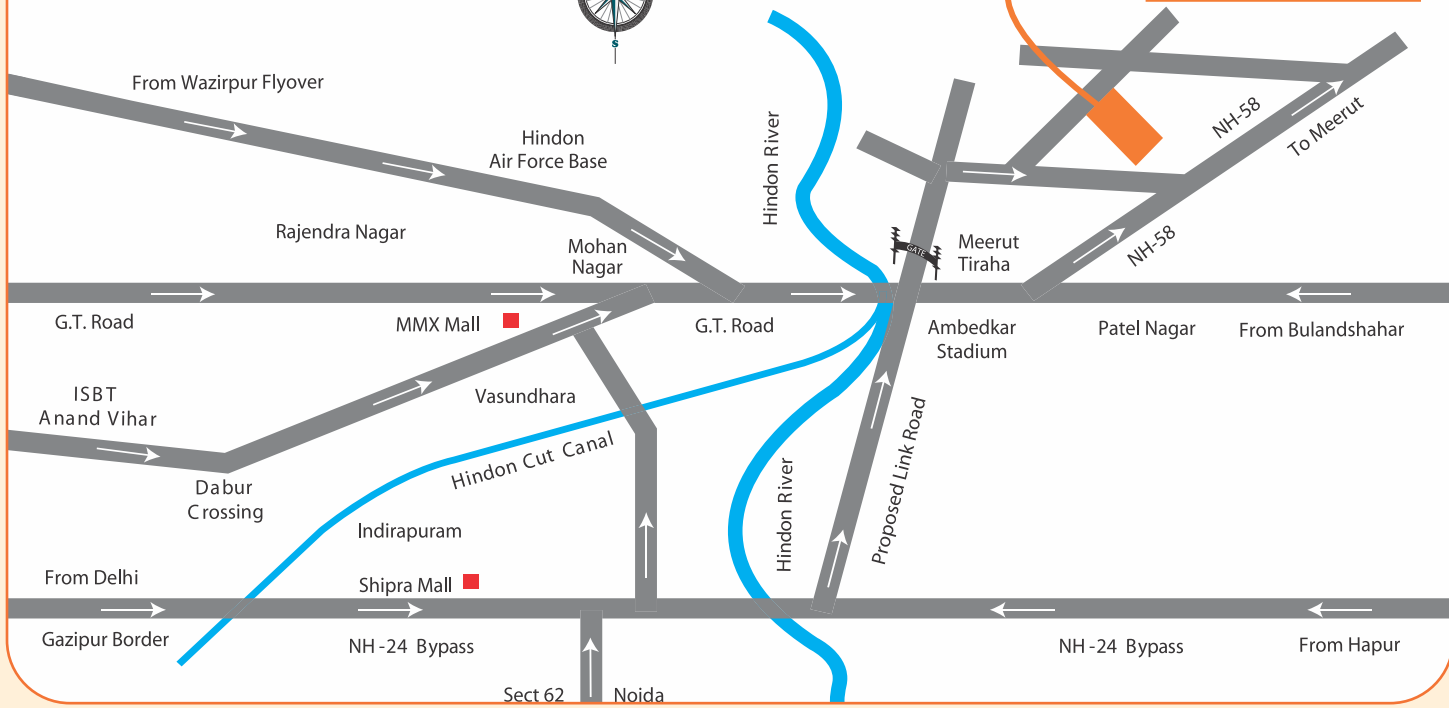 S
From Wazirpur Flyover
Hindon
Air Force Base
Hindon River
NH-58
To Meerut
Rajendra Nagar
Mohan
Nagar
GATE
Meerut
Tiraha
NH-58
G.T. Road
MMX Mall
G.T. Road
Ambedkar
Stadium
Patel Nagar
From Bulandshahar
ISBT
Anand Vihar
Vasundhara
Hindon Cut Canal
Proposed Link Road
Dabur
Crossing
Hindon River
Indirapuram
From Delhi
Shipra Mall
Gazipur Border
NH-24 Bypass
NH-24 Bypass
From Hapur
Sect 62
Noida